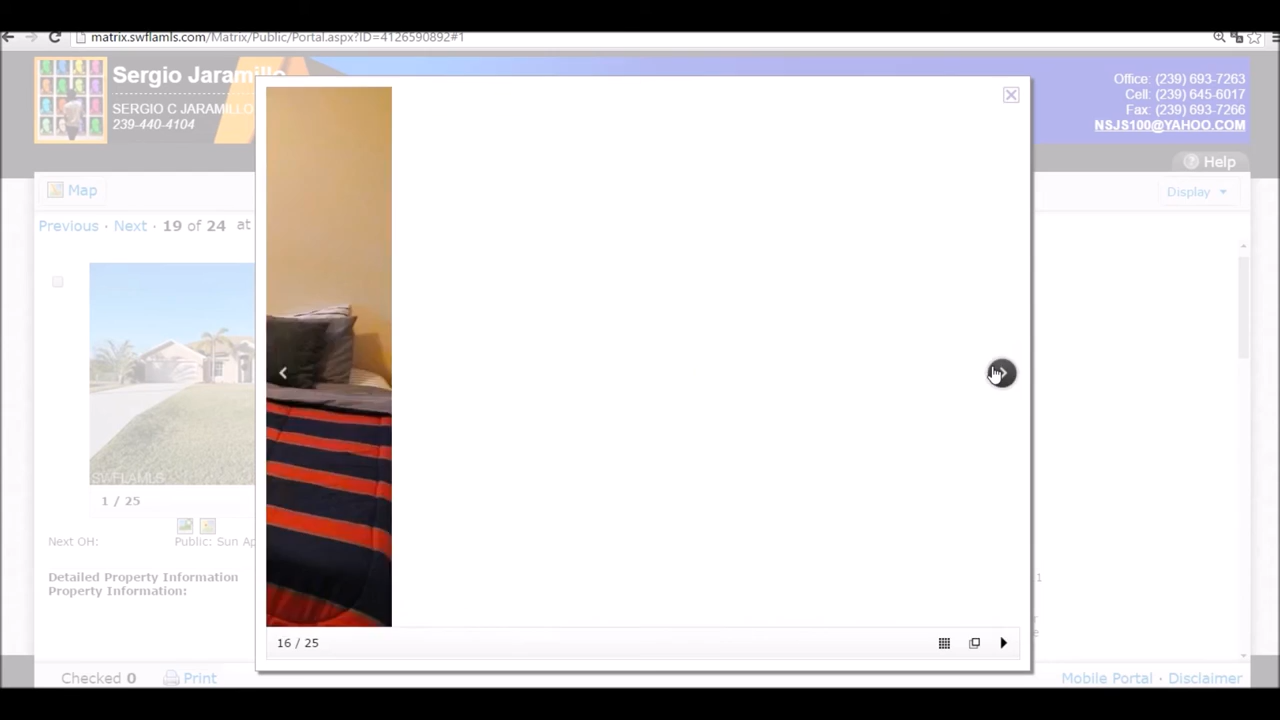 matrix.swflamls.com/Matrix/Public/Portal.aspx?ID=4126590892#1
Sergio Jaramillo
SERGIO C JARAMILLO
239-440-4104
Office: (239) 693-7263
Cell: (239) 645-6017
Fax: (239) 693-7266
NSJS100@YAHOO.COM
? Help
Map
Display
Previous · Next · 19 of 24 at
SWFLAMLS
1 / 25
Next OH: Public: Sun Ap
Detailed Property Information
Property Information:
1
16 / 25
Checked 0 Print
Mobile Portal · Disclaimer